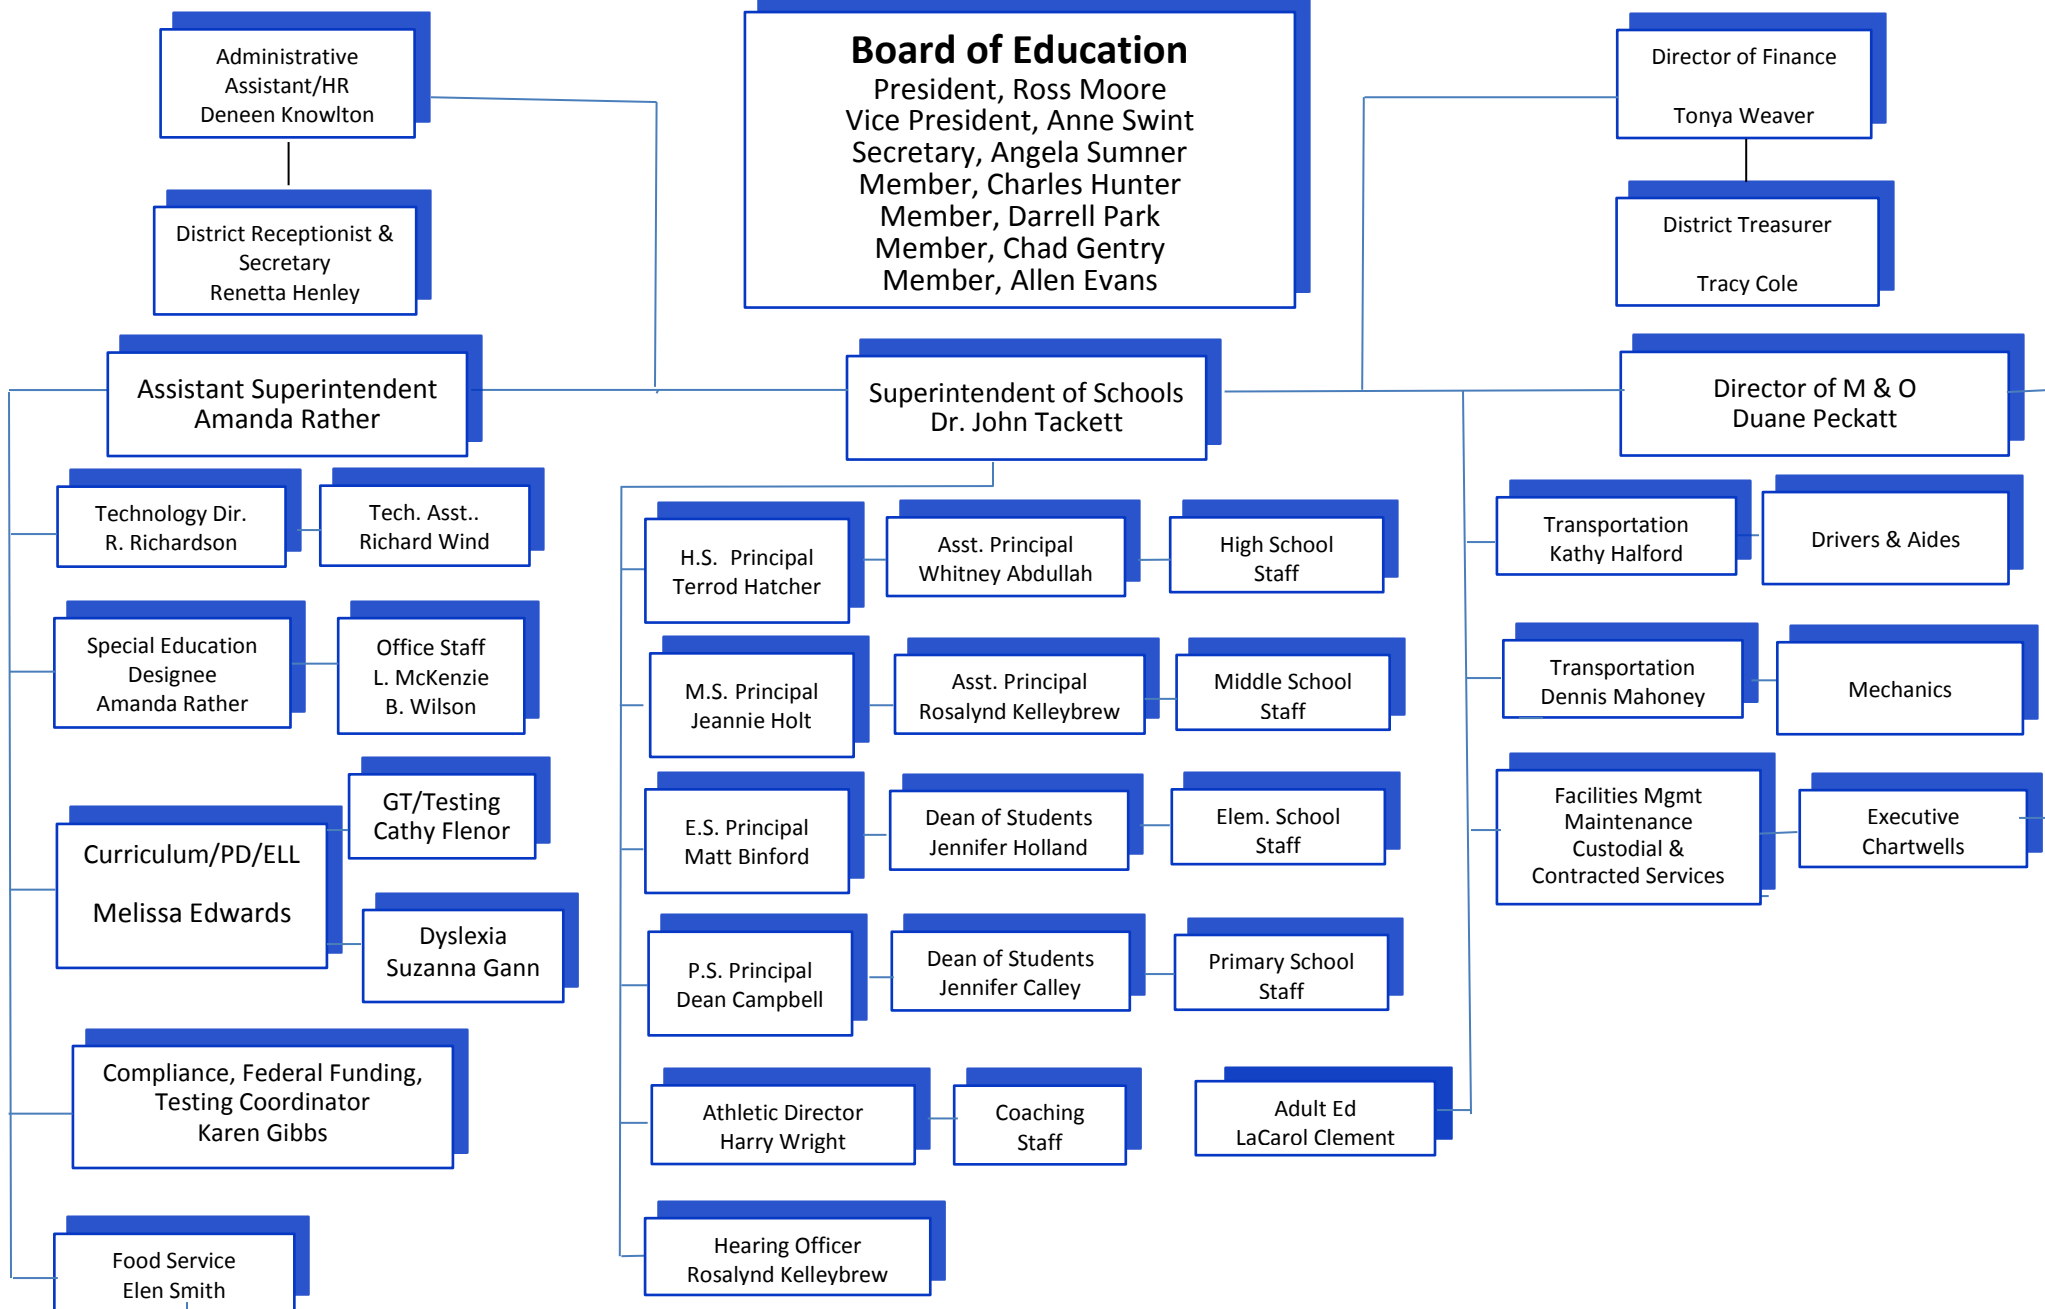 Administrative
Assistant/HR
Deneen Knowlton
District Receptionist &
Secretary
Renetta Henley
Board of Education
President, Ross Moore
Vice President, Anne Swint
Secretary, Angela Sumner
Member, Charles Hunter
Member, Darrell Park
Member, Chad Gentry
Member, Allen Evans
Director of Finance
Tonya Weaver
District Treasurer
Tracy Cole
Assistant Superintendent
Amanda Rather
Superintendent of Schools
Dr. John Tackett
Director of M & O
Duane Peckatt
Technology Dir.
R. Richardson
Tech. Asst..
Richard Wind
Special Education
Designee
Amanda Rather
Office Staff
L. McKenzie
B. Wilson
Curriculum/PD/ELL
Melissa Edwards
GT/Testing
Cathy Flenor
Dyslexia
Suzanna Gann
Compliance, Federal Funding,
Testing Coordinator
Karen Gibbs
Food Service
Elen Smith
H.S. Principal
Terrod Hatcher
Asst. Principal
Whitney Abdullah
High School
Staff
M.S. Principal
Jeannie Holt
Asst. Principal
Rosalynd Kelleybrew
Middle School
Staff
E.S. Principal
Matt Binford
Dean of Students
Jennifer Holland
Elem. School
Staff
P.S. Principal
Dean Campbell
Dean of Students
Jennifer Calley
Primary School
Staff
Athletic Director
Harry Wright
Coaching
Staff
Hearing Officer
Rosalynd Kelleybrew
Transportation
Kathy Halford
Drivers & Aides
Transportation
Dennis Mahoney
Mechanics
Facilities Mgmt
Maintenance
Custodial &
Contracted Services
Executive
Chartwells
Adult Ed
LaCarol Clement